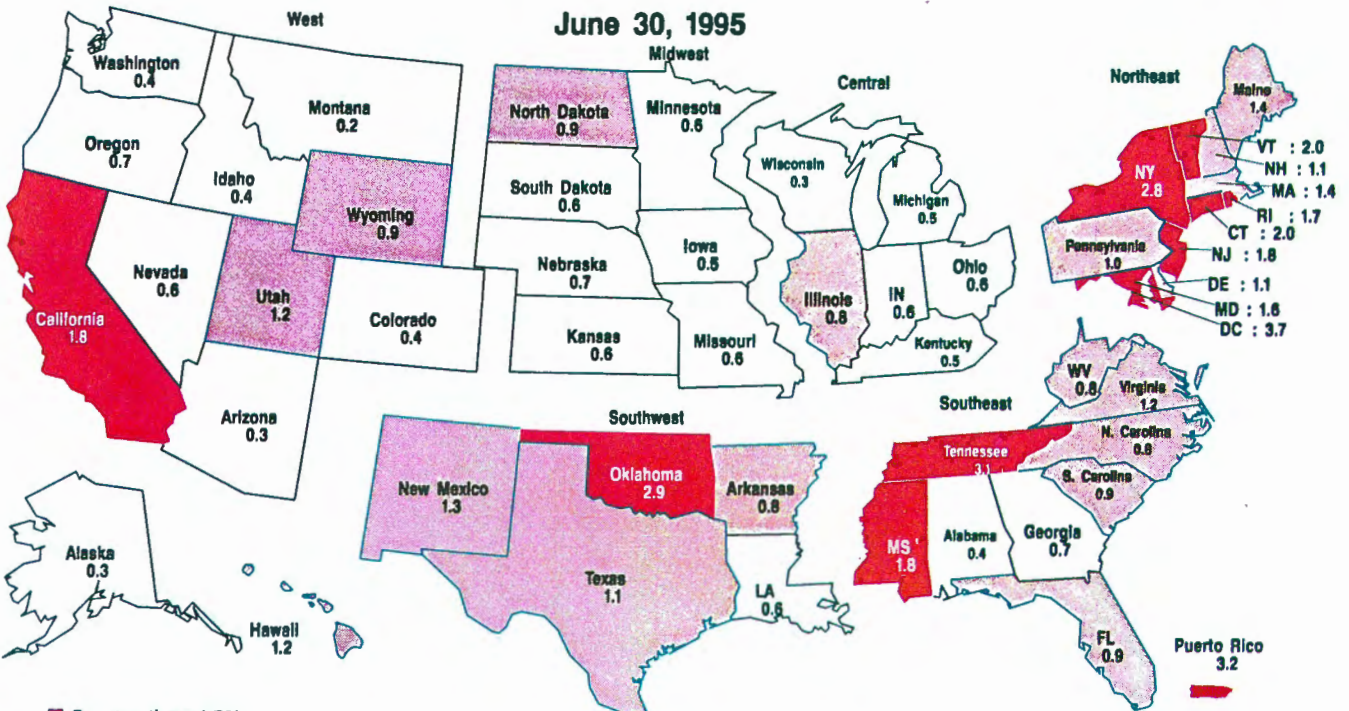 June 30, 1995
West
Midwest
Central
Northeast
Washington
0.4
Montana
0.2
Oregon
0.7
Idaho
0.4
Wyoming
0.9
Nevada
0.6
Utah
1.2
Colorado
0.4
California
1.8
Arizona
0.3
Alaska
0.3
Hawaii
1.2
North Dakota
0.9
Minnesota
0.6
South Dakota
0.6
Iowa
0.5
Nebraska
0.7
Kansas
0.6
Missouri
0.6
Wisconsin
0.3
Michigan
0.5
Illinois
0.8
IN
0.6
Ohio
0.6
Kentucky
0.5
Maine
1.4
NY
2.8
VT : 2.0
NH : 1.1
MA : 1.4
RI : 1.7
CT : 2.0
Pennsylvania
1.0
NJ : 1.8
DE : 1.1
MD : 1.6
DC : 3.7
Southwest
New Mexico
1.3
Oklahoma
2.9
Arkansas
0.8
Texas
1.1
LA
0.6
Southeast
WV
0.8
Virginia
1.2
Tennessee
3.1
N. Carolina
0.8
S. Carolina
0.9
MS
1.8
Alabama
0.4
Georgia
0.7
FL
0.9
Puerto Rico
3.2